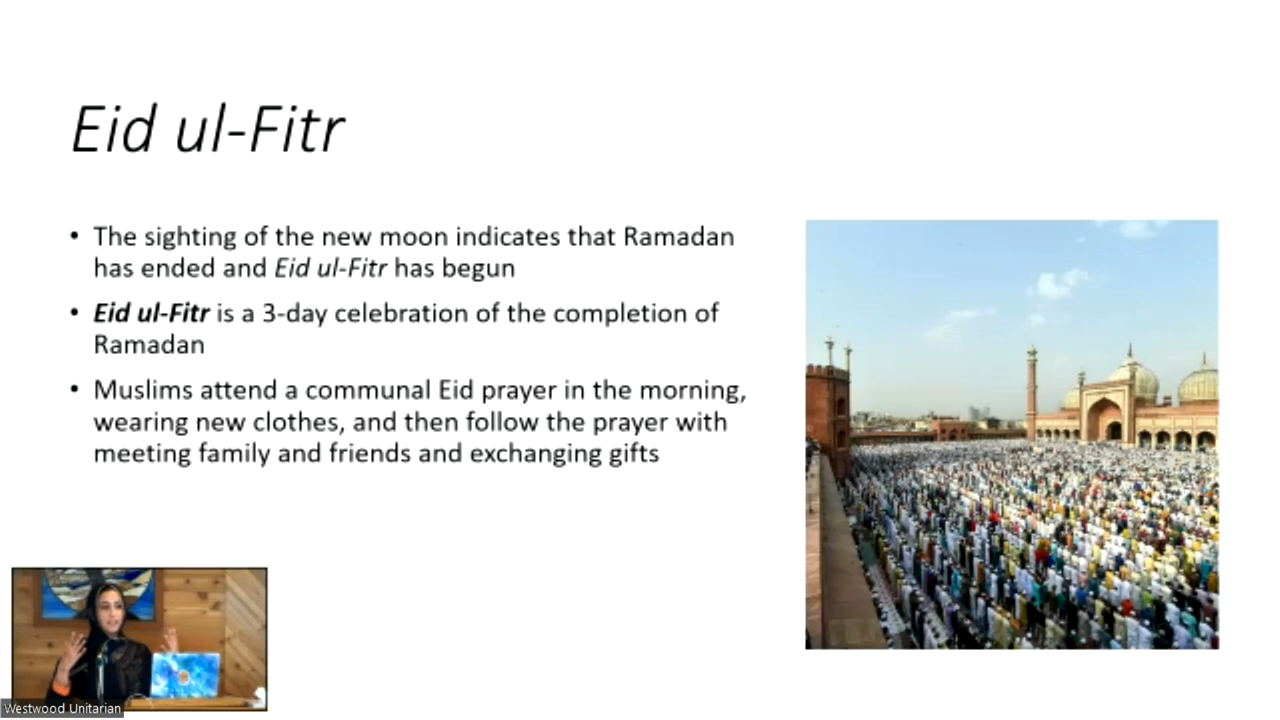 Eid ul-Fitr
• The sighting of the new moon indicates that Ramadan
has ended and Eid ul-Fitr has begun
• Eid ul-Fitr is a 3-day celebration of the completion of
Ramadan
• Muslims attend a communal Eid prayer in the morning,
wearing new clothes, and then follow the prayer with
meeting family and friends and exchanging gifts
Westwood Unitarian